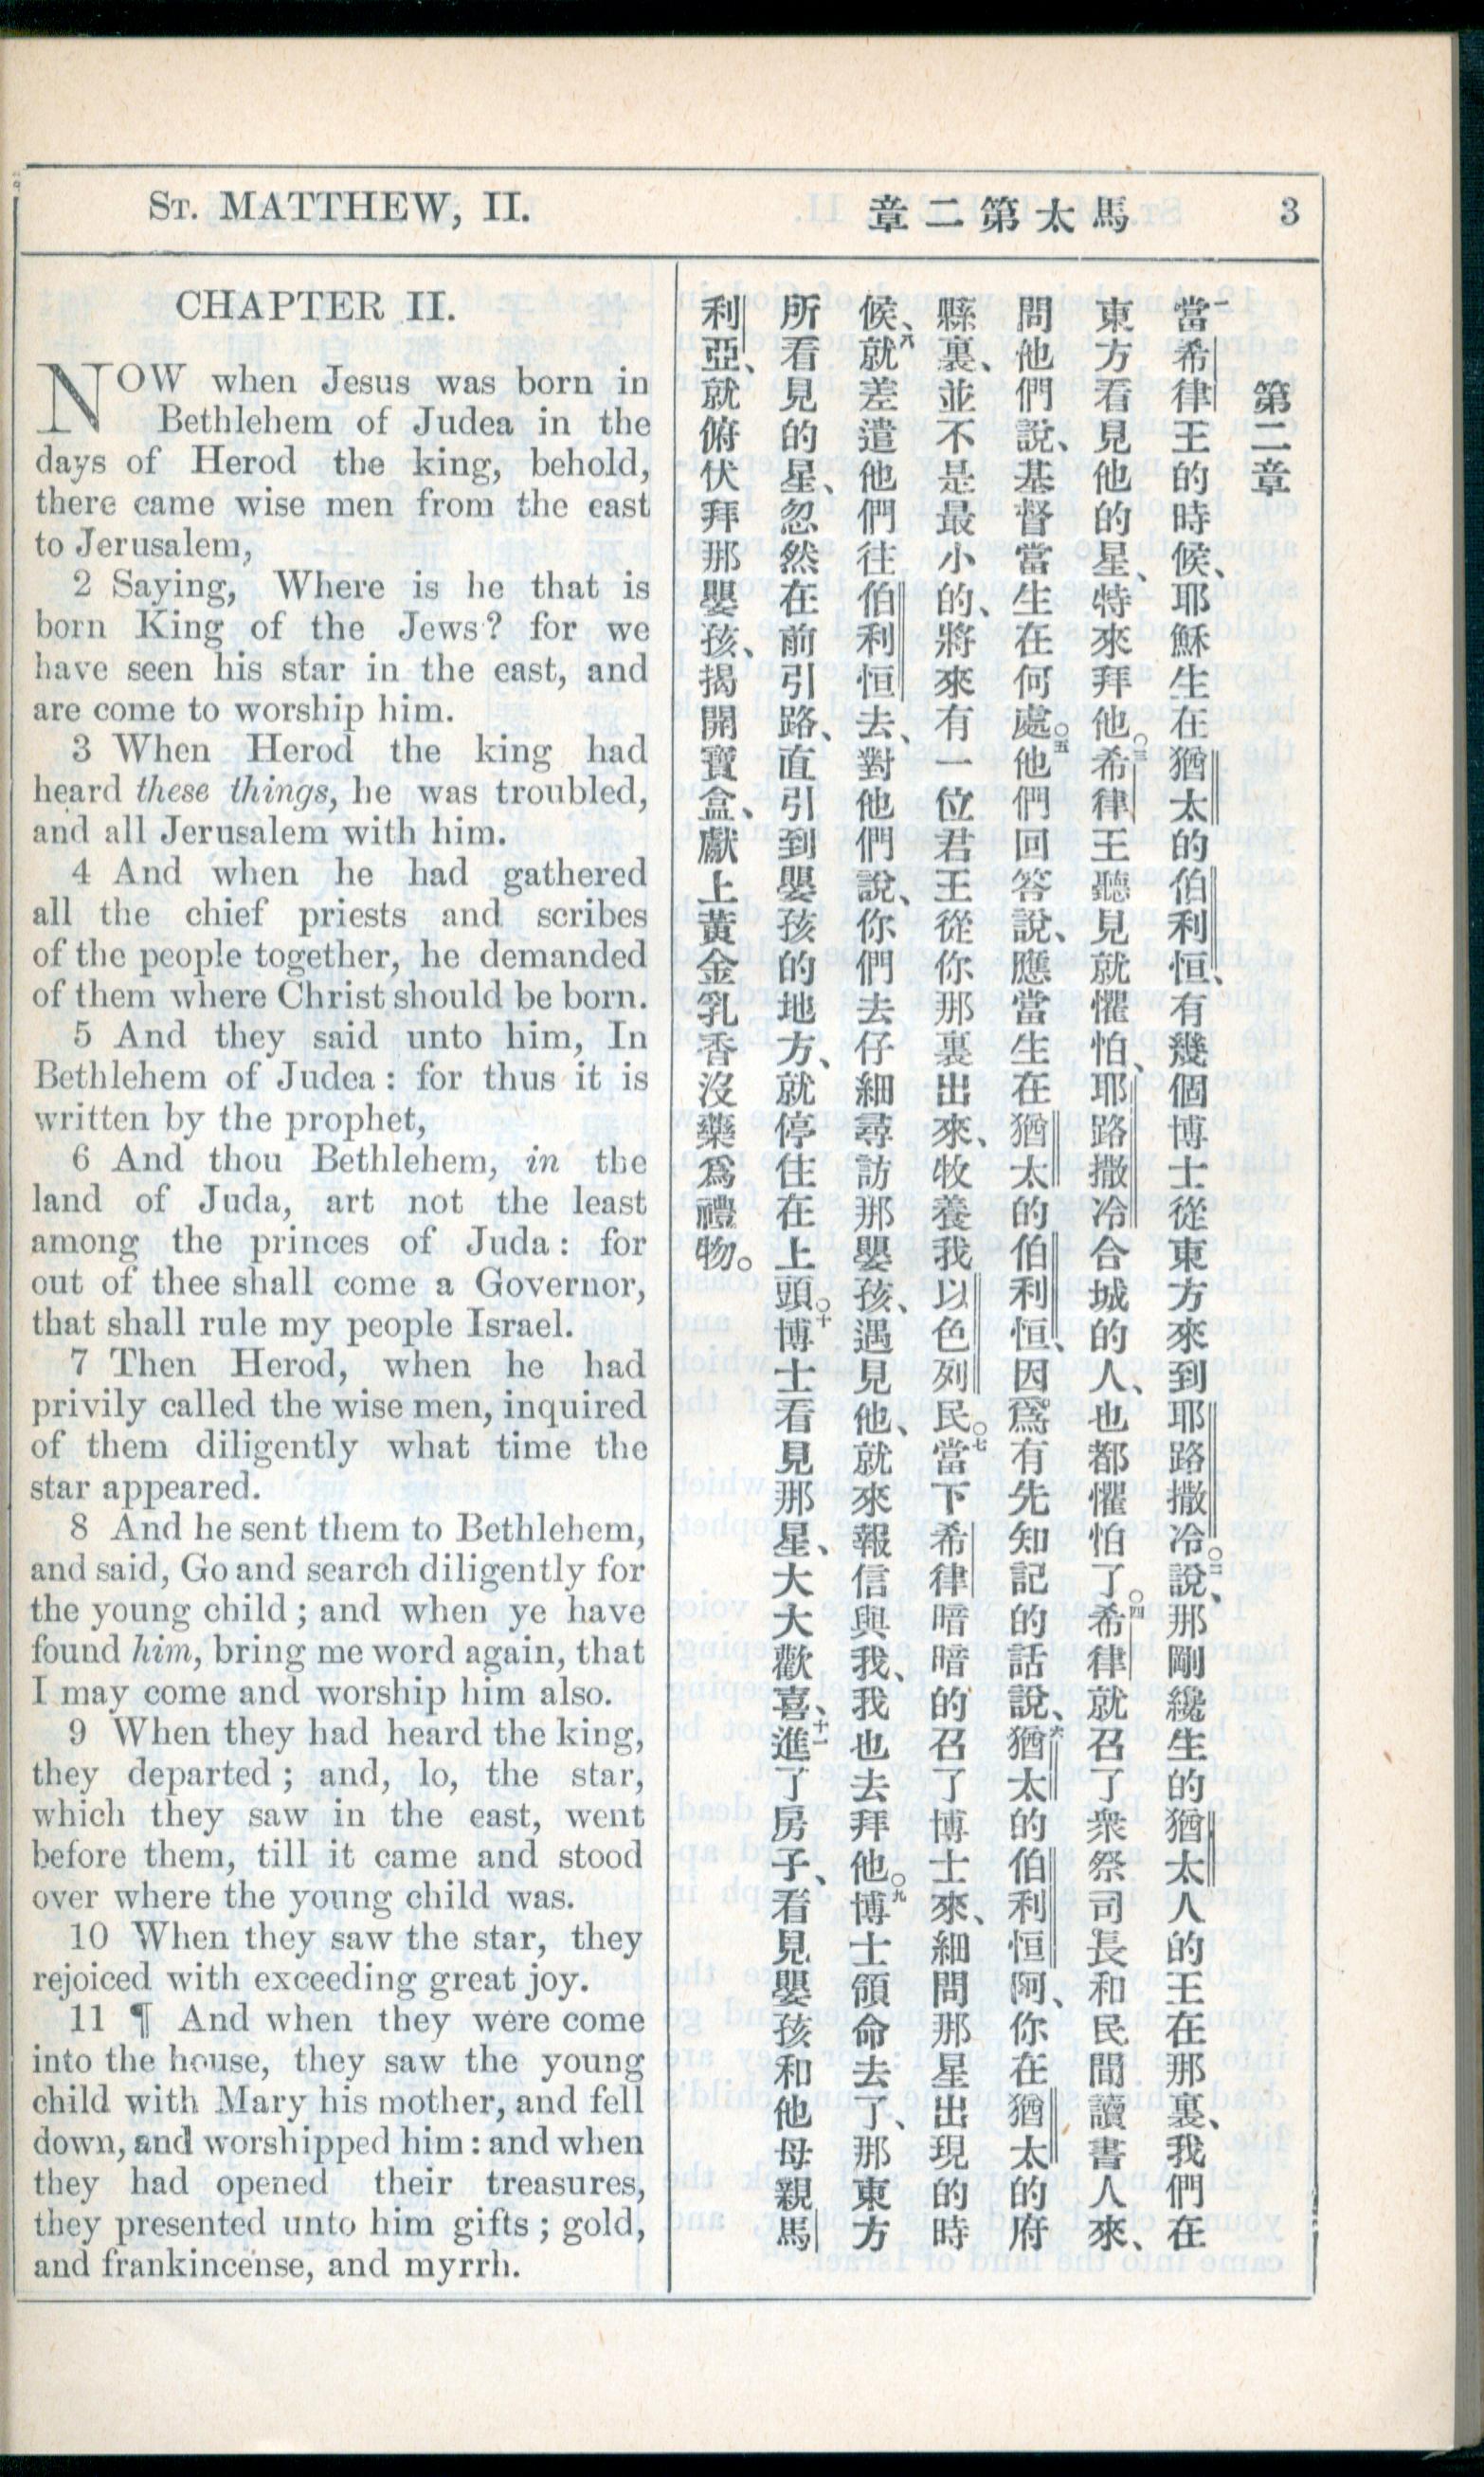 St. MATTHEW, II.
章二第太馬
3
CHAPTER II.
NOW when Jesus was born in
Bethlehem of Judea in the
days of Herod the king, behold,
there came wise men from the east
to Jerusalem,
2 Saying, Where is he that is
born King of the Jews? for we
have seen his star in the east, and
are come to worship him.
3 When Herod the king had
heard these things, he was troubled,
and all Jerusalem with him.
4 And when he had gathered
all the chief priests and scribes
of the people together, he demanded
of them where Christ should be born.
5 And they said unto him, In
Bethlehem of Judea: for thus it is
written by the prophet,
6 And thou Bethlehem, in the
land of Juda, art not the least
among the princes of Juda: for
out of thee shall come a Governor,
that shall rule my people Israel.
7 Then Herod, when he had
privily called the wise men, inquired
of them diligently what time the
star appeared.
8 And he sent them to Bethlehem,
and said, Go and search diligently for
the young child; and when ye have
found him, bring me word again, that
I may come and worship him also.
9 When they had heard the king,
they departed; and, lo, the star,
which they saw in the east, went
before them, till it came and stood
over where the young child was.
10 When they saw the star, they
rejoiced with exceeding great joy.
11 ¶ And when they were come
into the house, they saw the young
child with Mary his mother, and fell
down, and worshipped him: and when
they had opened their treasures,
they presented unto him gifts; gold,
and frankincense, and myrrh.
第二章
一當希律王的時候、耶穌生在猶太的伯利恒、有幾個博士從東方來到耶路撒冷。二說、那剛纔生的猶太人的王在那裏、我們在
東方看見他的星、特來拜他。三希律王聽見就懼怕、耶路撒冷合城的人、也都懼怕了。四希律就召了衆祭司長和民間讀書人來、
問他們說、基督當生在何處。五他們回答說、應當生在猶太的伯利恒、因爲有先知記的話說、六猶太的伯利恒阿、你在猶太的府
縣裏、並不是最小的、將來有一位君王從你那裏出來、牧養我以色列民。七當下希律暗暗的召了博士來、細問那星出現的時
候、八就差遣他們往伯利恒去、對他們說、你們去仔細尋訪那嬰孩、遇見他、就來報信與我、我也去拜他。九博士領命去了、那東方
所看見的星、忽然在前引路、直引到嬰孩的地方、就停住在上頭。十博士看見那星、大大歡喜、十一進了房子、看見嬰孩和他母親馬
利亞、就俯伏拜那嬰孩、揭開寶盒、獻上黃金乳香沒藥爲禮物。